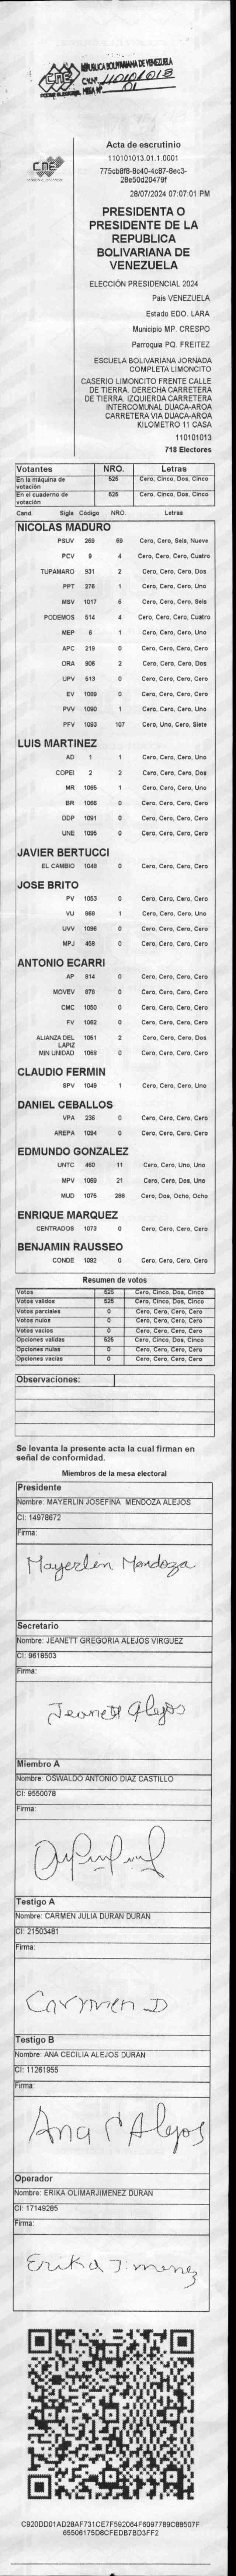 REPUBLICA BOLIVARIANA DE VENEZUELA
CNE
PODER ELECTORAL MESA Nº 01
CNE
Acta de escrutinio
110101013.01.1.0001
775cb8f8-8c40-4c87-8ec3-
28e50d20479f
28/07/2024 07:07:01 PM
PRESIDENTA O
PRESIDENTE DE LA
REPUBLICA
BOLIVARIANA DE
VENEZUELA
ELECCIÓN PRESIDENCIAL 2024
País VENEZUELA
Estado EDO. LARA
Municipio MP. CRESPO
Parroquia PQ. FREITEZ
ESCUELA BOLIVARIANA JORNADA
COMPLETA LIMONCITO
CASERIO LIMONCITO FRENTE CALLE
DE TIERRA. DERECHA CARRETERA
DE TIERRA. IZQUIERDA CARRETERA
INTERCOMUNAL DUACA-AROA
CARRETERA VIA DUACA-AROA
KILOMETRO 11 CASA
110101013
718 Electores
Votantes NRO. Letras
En la máquina de votación 525 Cero, Cinco, Dos, Cinco
En el cuaderno de votación 525 Cero, Cinco, Dos, Cinco
Cand. Sigla Código NRO. Letras
NICOLAS MADURO
PSUV 269 69 Cero, Cero, Seis, Nueve
PCV 9 4 Cero, Cero, Cero, Cuatro
TUPAMARO 931 2 Cero, Cero, Cero, Dos
PPT 276 1 Cero, Cero, Cero, Uno
MSV 1017 6 Cero, Cero, Cero, Seis
PODEMOS 514 4 Cero, Cero, Cero, Cuatro
MEP 6 1 Cero, Cero, Cero, Uno
APC 219 0 Cero, Cero, Cero, Cero
ORA 906 2 Cero, Cero, Cero, Dos
UPV 513 0 Cero, Cero, Cero, Cero
EV 1089 0 Cero, Cero, Cero, Cero
PVV 1090 1 Cero, Cero, Cero, Uno
PFV 1093 107 Cero, Uno, Cero, Siete
LUIS MARTINEZ
AD 1 1 Cero, Cero, Cero, Uno
COPEI 2 2 Cero, Cero, Cero, Dos
MR 1065 1 Cero, Cero, Cero, Uno
BR 1066 0 Cero, Cero, Cero, Cero
DDP 1091 0 Cero, Cero, Cero, Cero
UNE 1095 0 Cero, Cero, Cero, Cero
JAVIER BERTUCCI
EL CAMBIO 1048 0 Cero, Cero, Cero, Cero
JOSE BRITO
PV 1053 0 Cero, Cero, Cero, Cero
VU 969 1 Cero, Cero, Cero, Uno
UVV 1096 0 Cero, Cero, Cero, Cero
MPJ 458 0 Cero, Cero, Cero, Cero
ANTONIO ECARRI
AP 914 0 Cero, Cero, Cero, Cero
MOVEV 670 0 Cero, Cero, Cero, Cero
CMC 1050 0 Cero, Cero, Cero, Cero
FV 1062 0 Cero, Cero, Cero, Cero
ALIANZA DEL LAPIZ 1051 2 Cero, Cero, Cero, Dos
MIN UNIDAD 1068 0 Cero, Cero, Cero, Cero
CLAUDIO FERMIN
SPV 1049 1 Cero, Cero, Cero, Uno
DANIEL CEBALLOS
VPA 236 0 Cero, Cero, Cero, Cero
AREPA 1094 0 Cero, Cero, Cero, Cero
EDMUNDO GONZALEZ
UNTC 460 11 Cero, Cero, Uno, Uno
MPV 1069 21 Cero, Cero, Dos, Uno
MUD 1075 288 Cero, Dos, Ocho, Ocho
ENRIQUE MARQUEZ
CENTRADOS 1073 0 Cero, Cero, Cero, Cero
BENJAMIN RAUSSEO
CONDE 1092 0 Cero, Cero, Cero, Cero
Resumen de votos
Votos 525 Cero, Cinco, Dos, Cinco
Votos validos 525 Cero, Cinco, Dos, Cinco
Votos parciales 0 Cero, Cero, Cero, Cero
Votos nulos 0 Cero, Cero, Cero, Cero
Votos vacios 0 Cero, Cero, Cero, Cero
Opciones validas 525 Cero, Cinco, Dos, Cinco
Opciones nulas 0 Cero, Cero, Cero, Cero
Opciones vacias 0 Cero, Cero, Cero, Cero
Observaciones:
Se levanta la presente acta la cual firman en
señal de conformidad.
Miembros de la mesa electoral
Presidente
Nombre: MAYERLIN JOSEFINA MENDOZA ALEJOS
CI: 14978672
Firma:
Mayerlin Mendoza
Secretario
Nombre: JEANETT GREGORIA ALEJOS VIRGUEZ
CI: 9618503
Firma:
Jeanett Alejos
Miembro A
Nombre: OSWALDO ANTONIO DIAZ CASTILLO
CI: 9550078
Firma:
Testigo A
Nombre: CARMEN JULIA DURAN DURAN
CI: 21503481
Firma:
Carmen D
Testigo B
Nombre: ANA CECILIA ALEJOS DURAN
CI: 11261955
Firma:
Ana C Alejos
Operador
Nombre: ERIKA OLIMARJIMENEZ DURAN
CI: 17149285
Firma:
Erika Jimenez
C920DD01AD28AF731CE7F592064F6097789C88507F
65506175D8CFEDB7BD3FF2